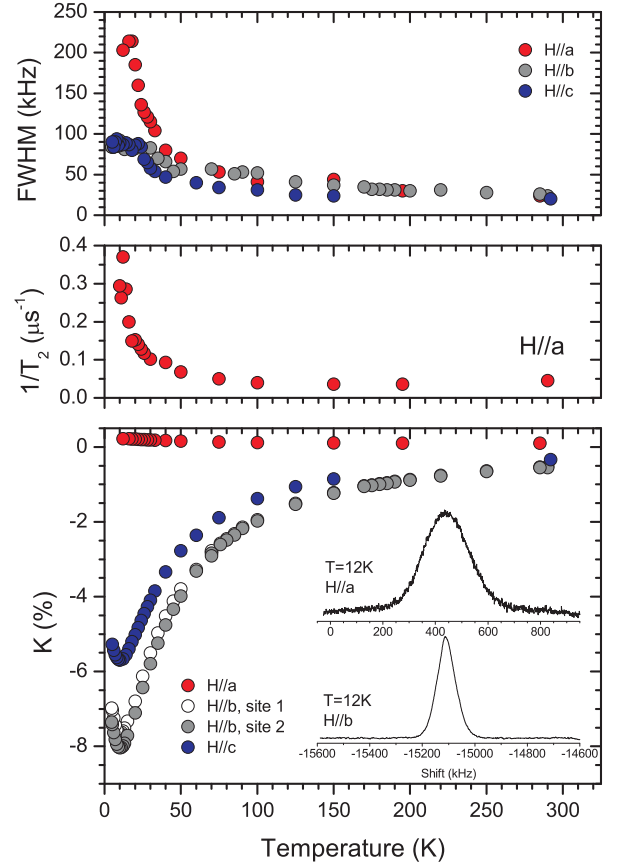 250
200
150
100
50
0
FWHM (kHz)
H//a
H//b
H//c
0.4
0.3
0.2
0.1
0.0
1/T2 (μs-1)
H//a
0
-2
-4
-6
-8
K (%)
T=12K
H//a
0 200 400 600 800
T=12K
H//b
-15600 -15400 -15200 -15000 -14800 -14600
Shift (kHz)
H//a
H//b, site 1
H//b, site 2
H//c
0 50 100 150 200 250 300
Temperature (K)